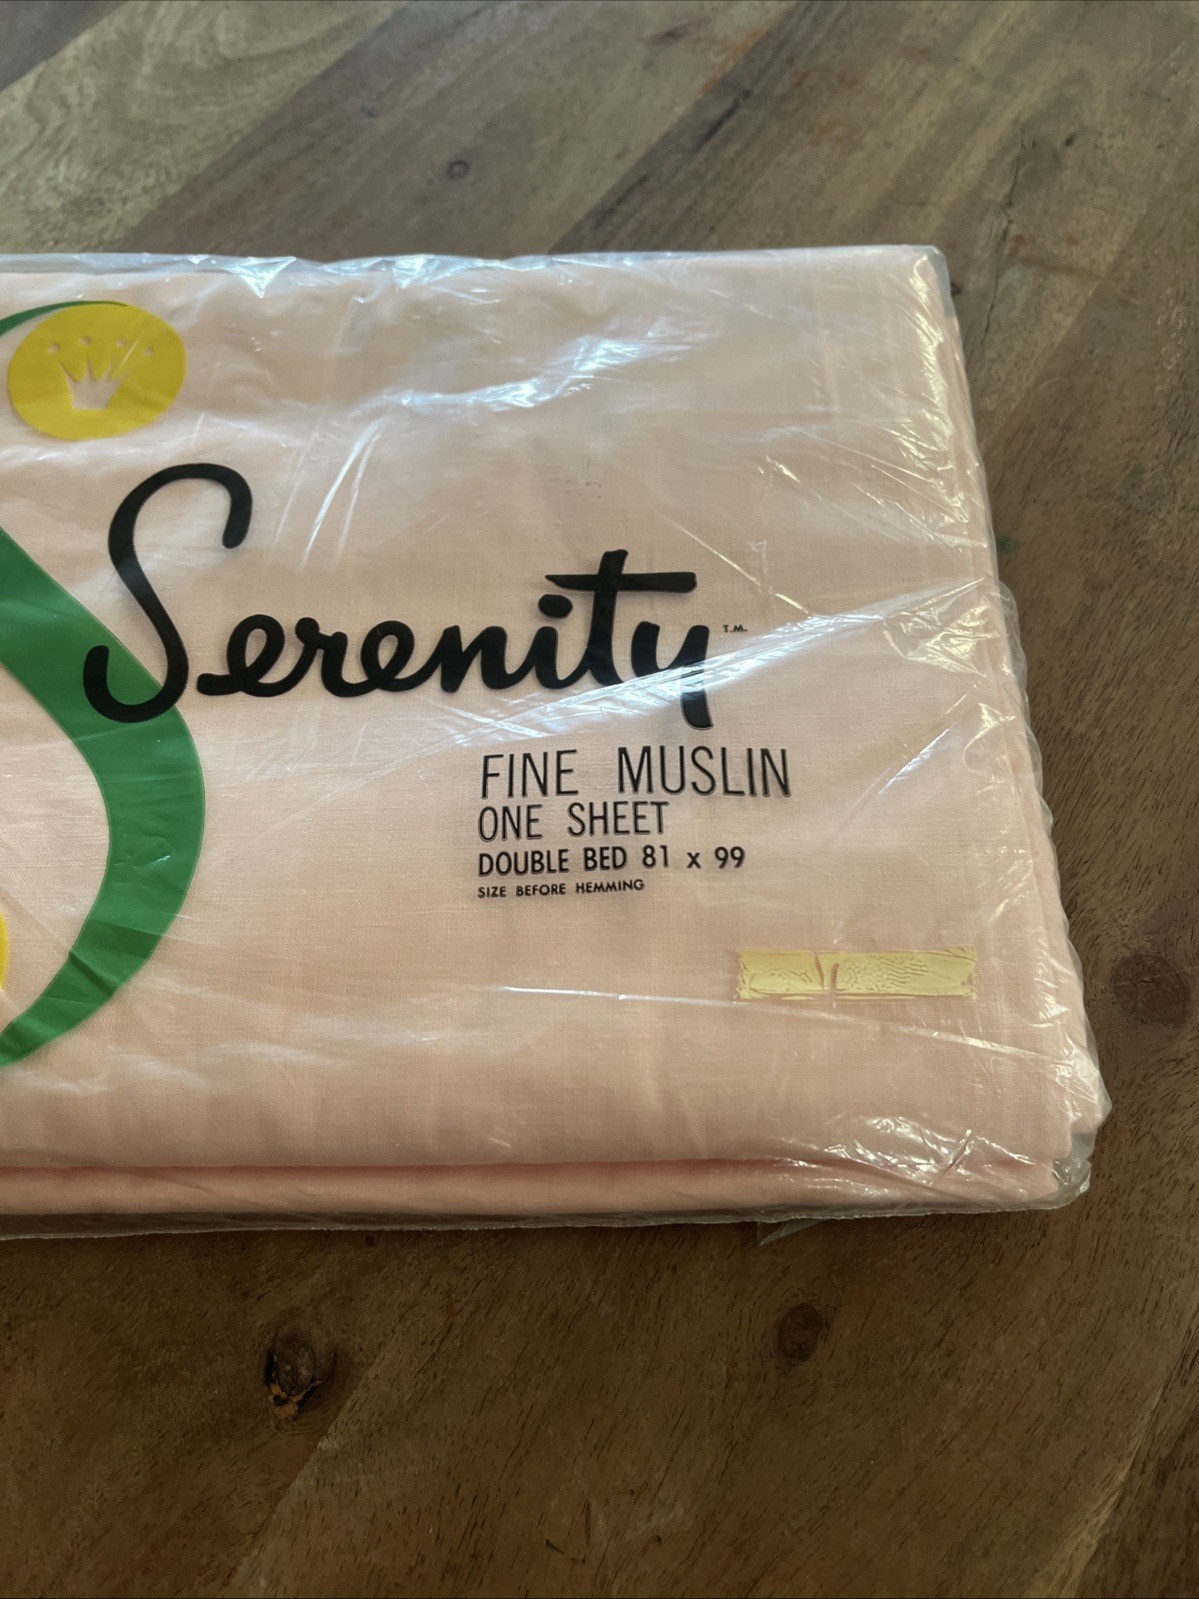 Serenity T.M.
FINE MUSLIN
ONE SHEET
DOUBLE BED 81 x 99
SIZE BEFORE HEMMING